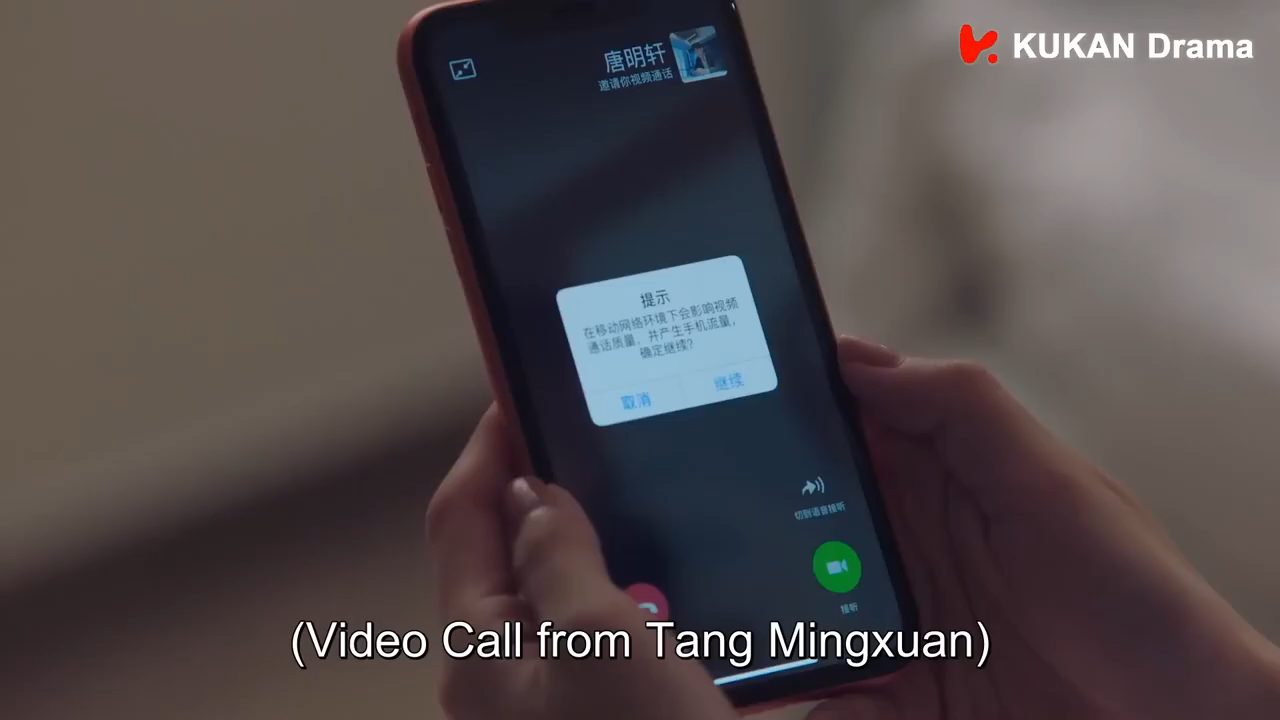 KUKAN Drama
唐明轩
邀请你视频通话
提示
在移动网络环境下会影响视频
通话质量，并产生手机流量，
确定继续？
取消
继续
切到语音接听
接听
(Video Call from Tang Mingxuan)